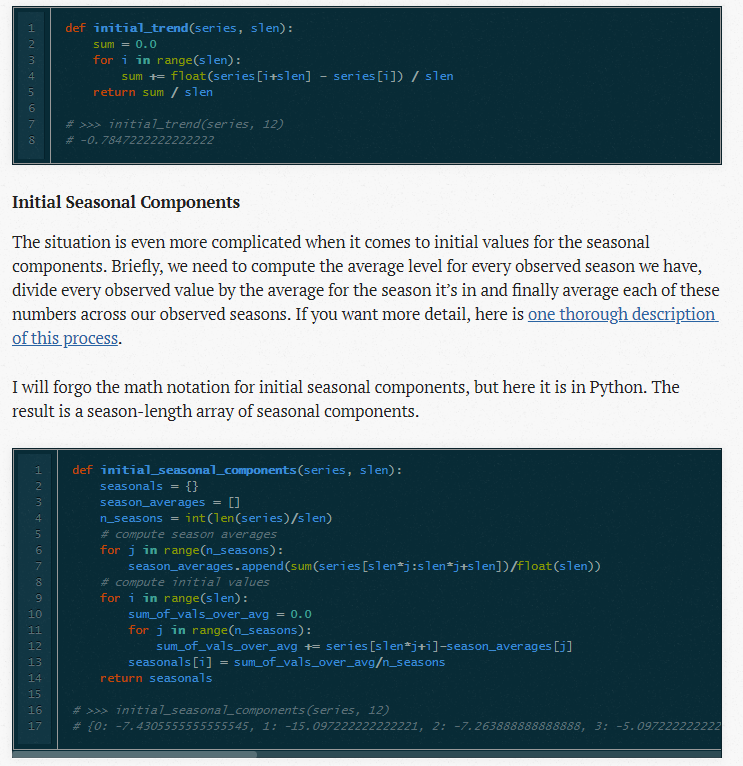 1 def initial_trend(series, slen):
2     sum = 0.0
3     for i in range(slen):
4         sum += float(series[i+slen] - series[i]) / slen
5     return sum / slen
6
7 # >>> initial_trend(series, 12)
8 # -0.7847222222222222
Initial Seasonal Components
The situation is even more complicated when it comes to initial values for the seasonal
components. Briefly, we need to compute the average level for every observed season we have,
divide every observed value by the average for the season it’s in and finally average each of these
numbers across our observed seasons. If you want more detail, here is one thorough description
of this process.
I will forgo the math notation for initial seasonal components, but here it is in Python. The
result is a season-length array of seasonal components.
1 def initial_seasonal_components(series, slen):
2     seasonals = {}
3     season_averages = []
4     n_seasons = int(len(series)/slen)
5     # compute season averages
6     for j in range(n_seasons):
7         season_averages.append(sum(series[slen*j:slen*j+slen])/float(slen))
8     # compute initial values
9     for i in range(slen):
10         sum_of_vals_over_avg = 0.0
11         for j in range(n_seasons):
12             sum_of_vals_over_avg += series[slen*j+i]-season_averages[j]
13         seasonals[i] = sum_of_vals_over_avg/n_seasons
14     return seasonals
15
16 # >>> initial_seasonal_components(series, 12)
17 # {0: -7.4305555555555545, 1: -15.097222222222221, 2: -7.263888888888888, 3: -5.097222222222